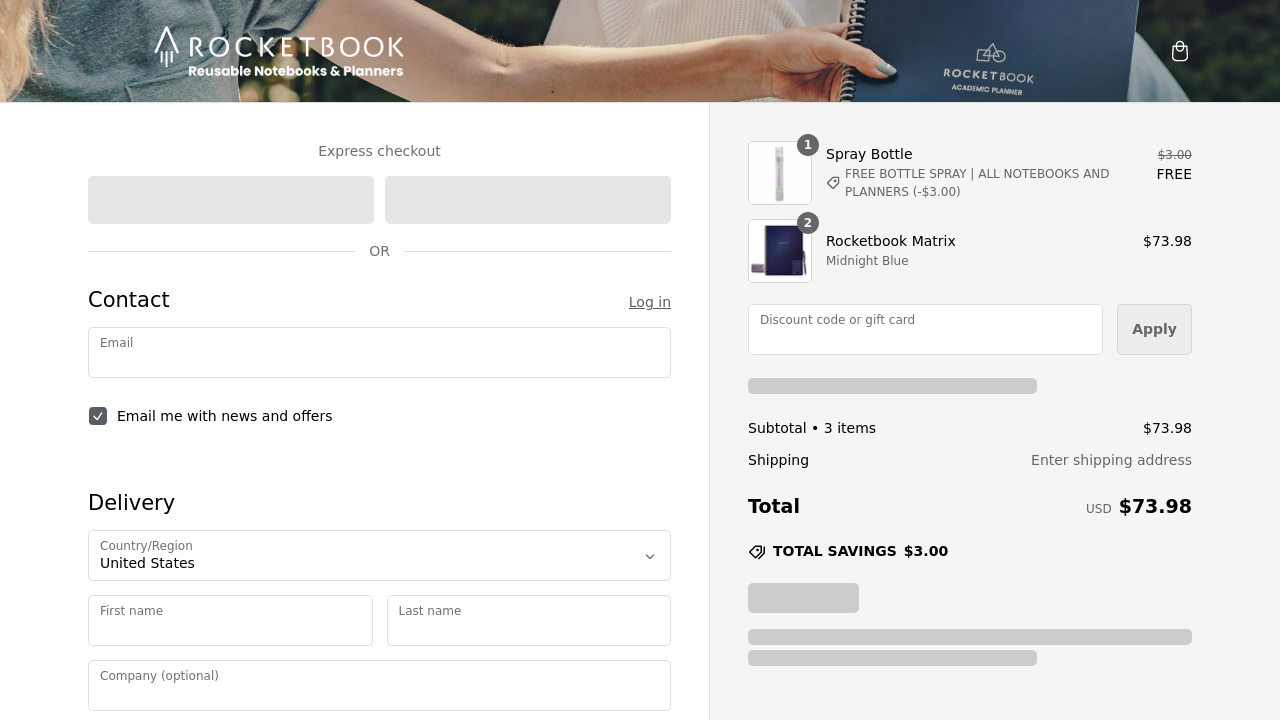 ROCKETBOOK
Reusable Notebooks & Planners
ROCKETBOOK
ACADEMIC PLANNER
Express checkout
OR
Contact
Log in
Email
Email me with news and offers
Delivery
Country/Region
United States
First name
Last name
Company (optional)
1
Spray Bottle
$3.00
FREE BOTTLE SPRAY | ALL NOTEBOOKS AND
PLANNERS (-$3.00)
FREE
2
Rocketbook Matrix
Midnight Blue
$73.98
Discount code or gift card
Apply
Subtotal • 3 items
$73.98
Shipping
Enter shipping address
Total
USD $73.98
TOTAL SAVINGS $3.00